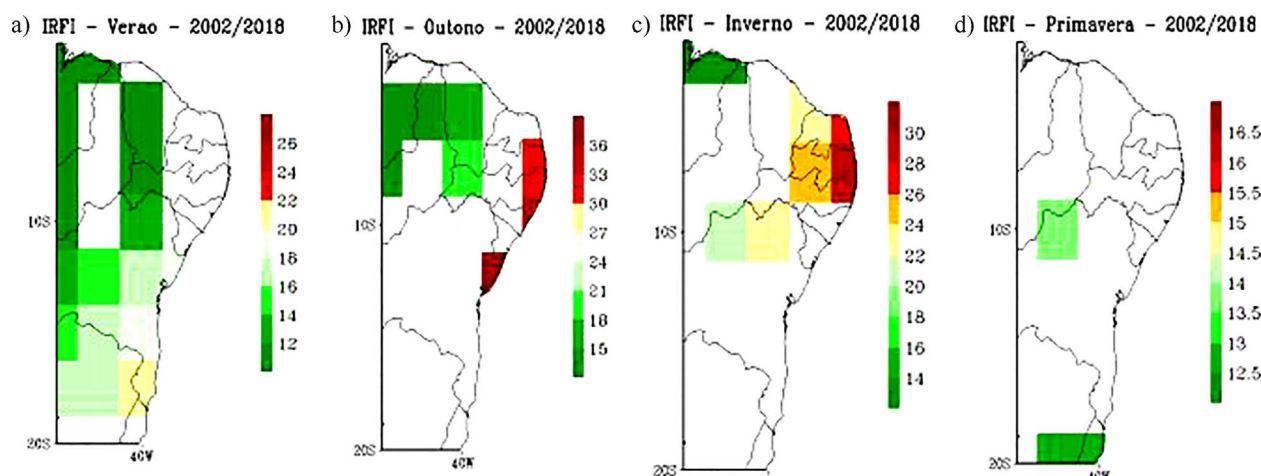 a) IRFI - Verao - 2002/2018
b) IRFI - Outono - 2002/2018
c) IRFI - Inverno - 2002/2018
d) IRFI - Primavera - 2002/2018
26
24
22
20
18
16
14
12
10S
20S
40W
36
33
30
27
24
21
18
15
10S
20S
40W
30
28
26
24
22
20
18
16
14
10S
20S
40W
16.5
16
15.5
15
14.5
14
13.5
13
12.5
10S
20S
40W